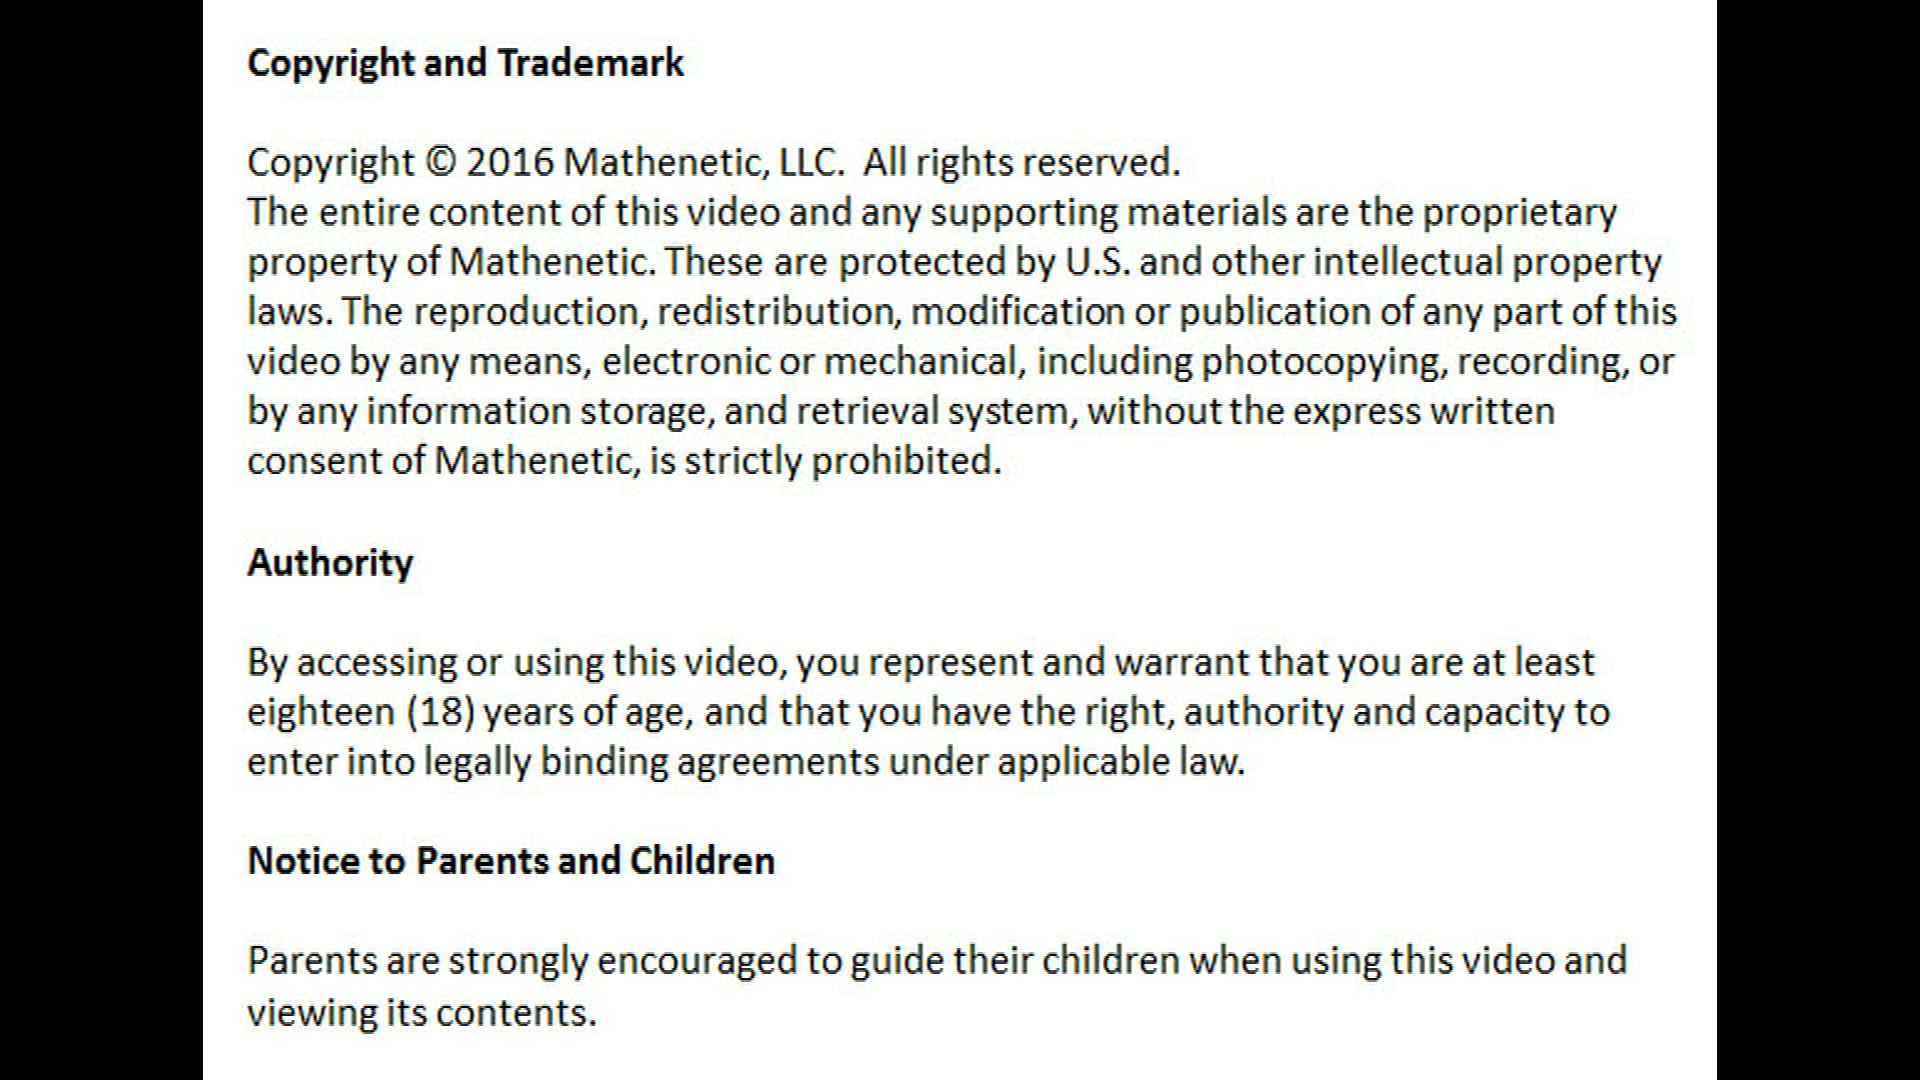 Copyright and Trademark
Copyright © 2016 Mathenetic, LLC.  All rights reserved.
The entire content of this video and any supporting materials are the proprietary
property of Mathenetic. These are protected by U.S. and other intellectual property
laws. The reproduction, redistribution, modification or publication of any part of this
video by any means, electronic or mechanical, including photocopying, recording, or
by any information storage, and retrieval system, without the express written
consent of Mathenetic, is strictly prohibited.
Authority
By accessing or using this video, you represent and warrant that you are at least
eighteen (18) years of age, and that you have the right, authority and capacity to
enter into legally binding agreements under applicable law.
Notice to Parents and Children
Parents are strongly encouraged to guide their children when using this video and
viewing its contents.